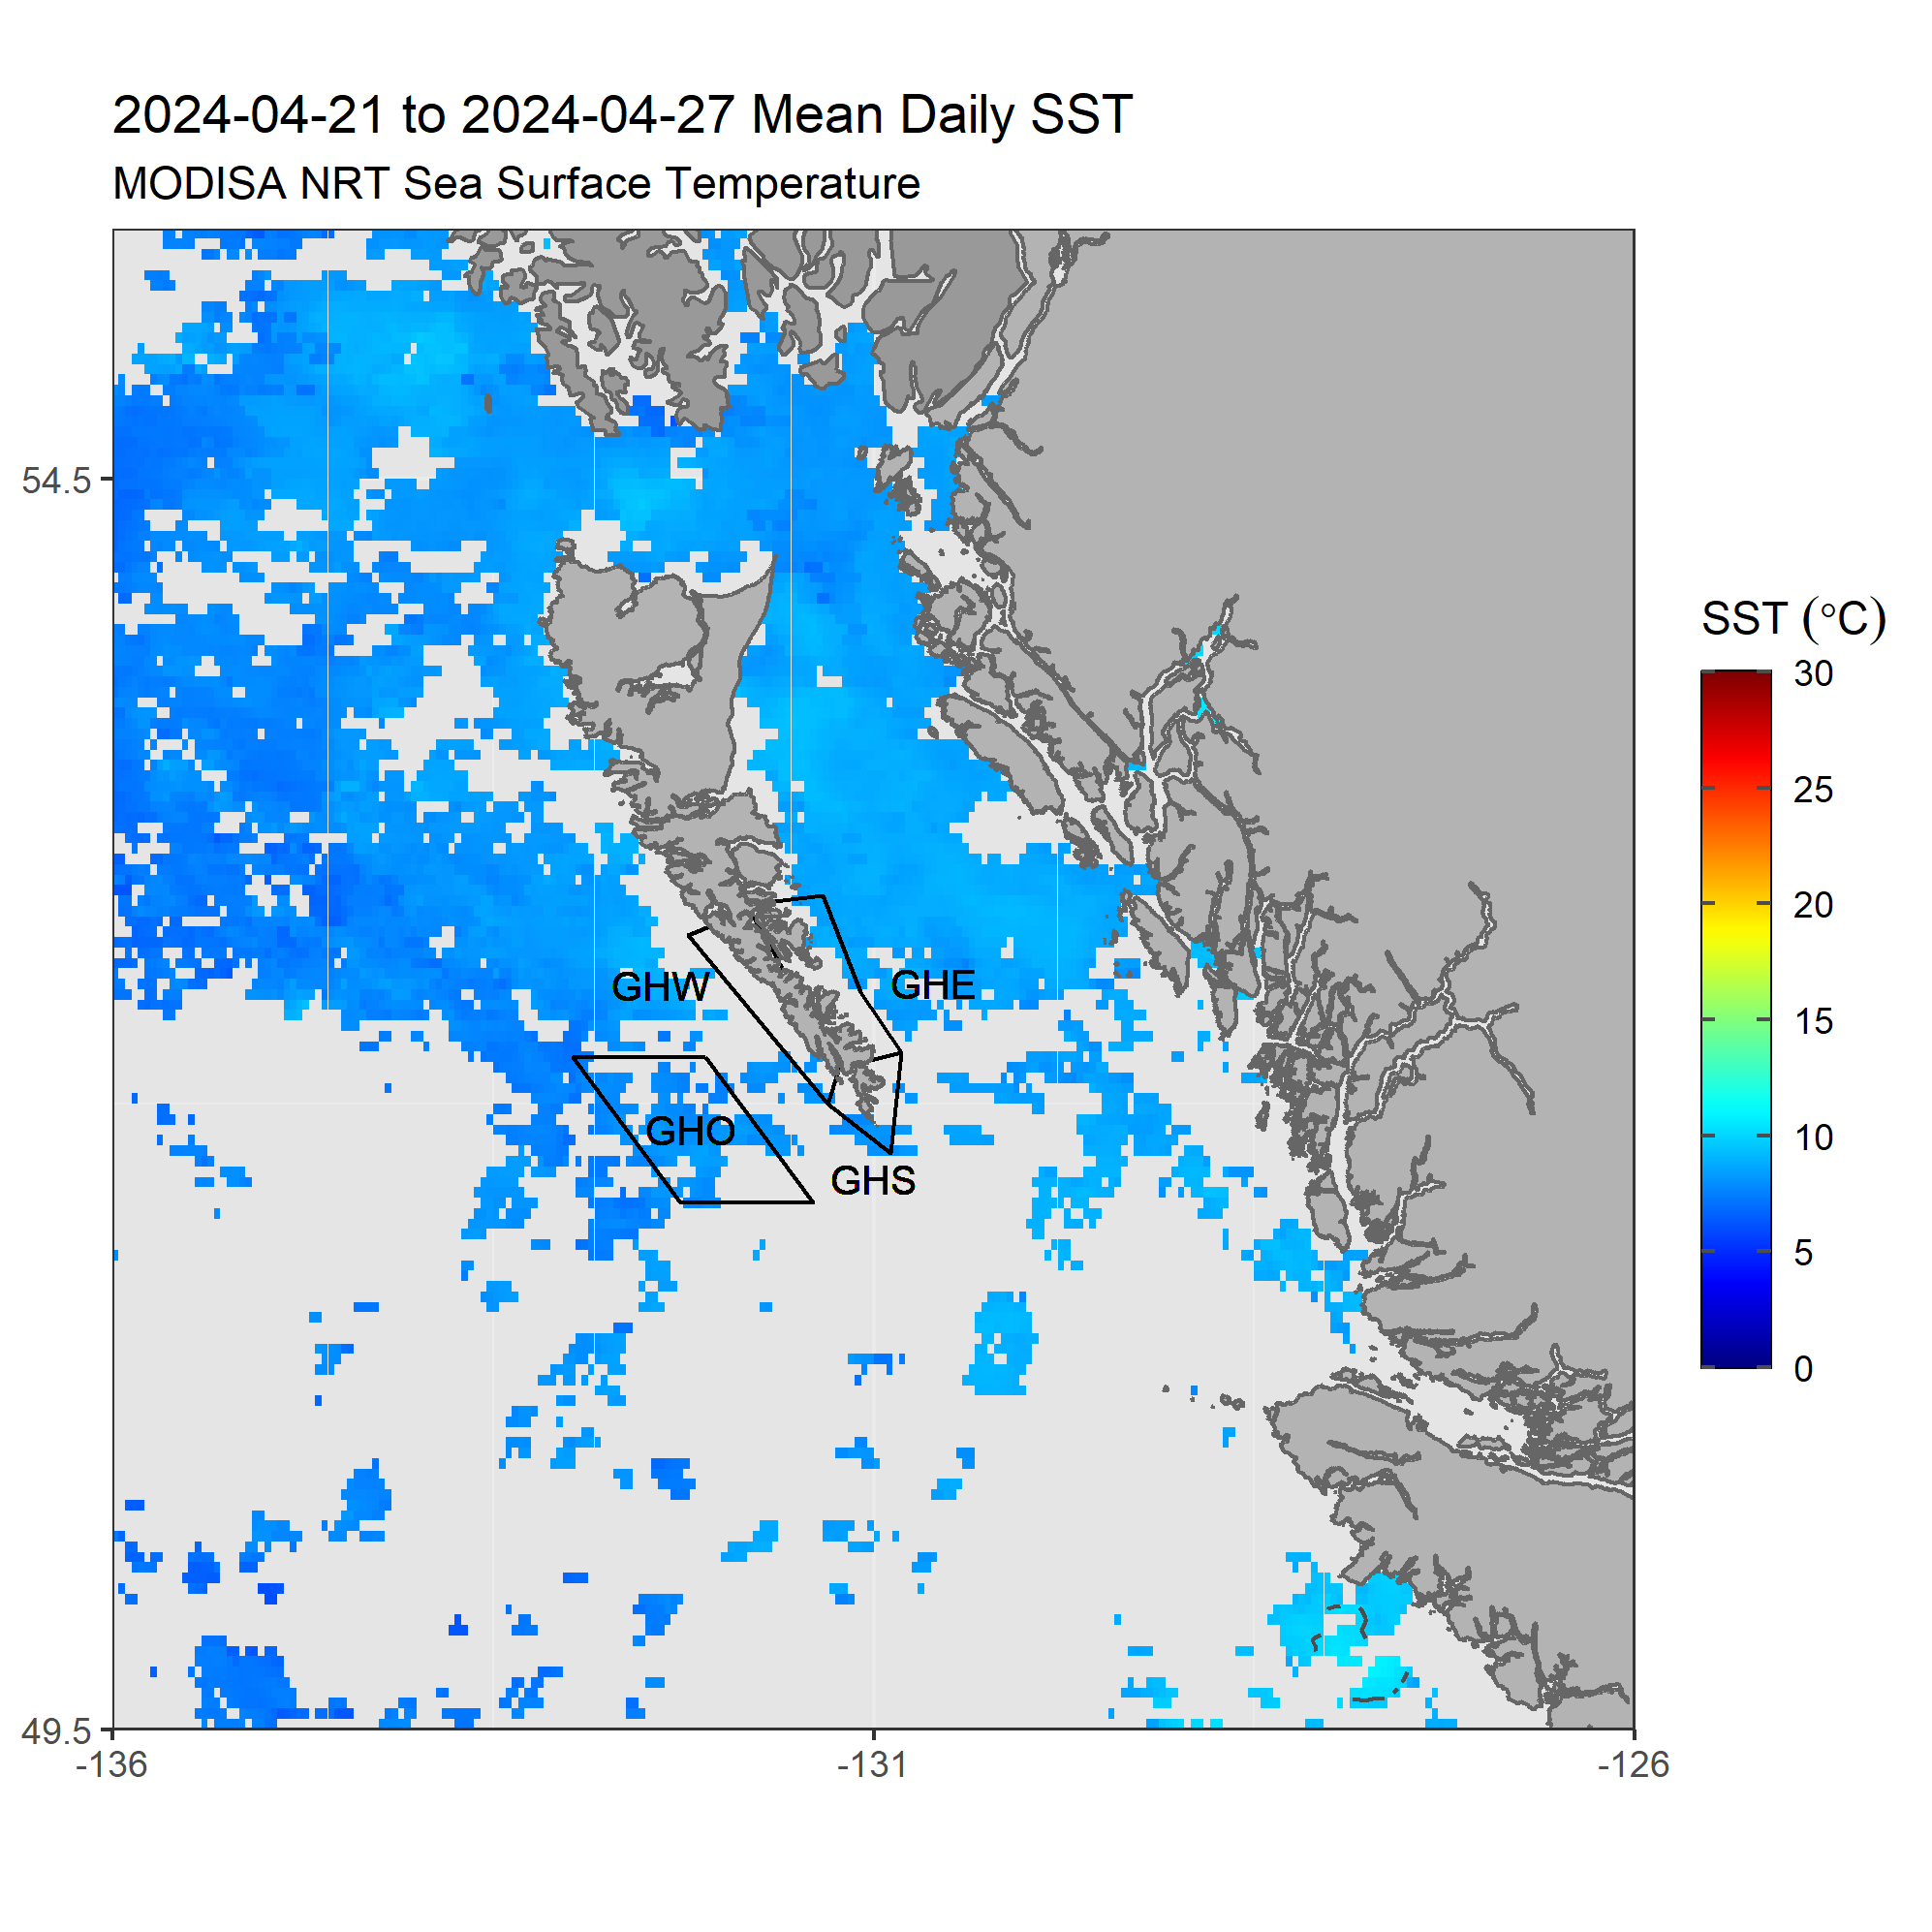 2024-04-21 to 2024-04-27 Mean Daily SST
MODISA NRT Sea Surface Temperature
54.5
49.5
-136
-131
-126
GHW
GHE
GHO
GHS
SST (°C)
30
25
20
15
10
5
0